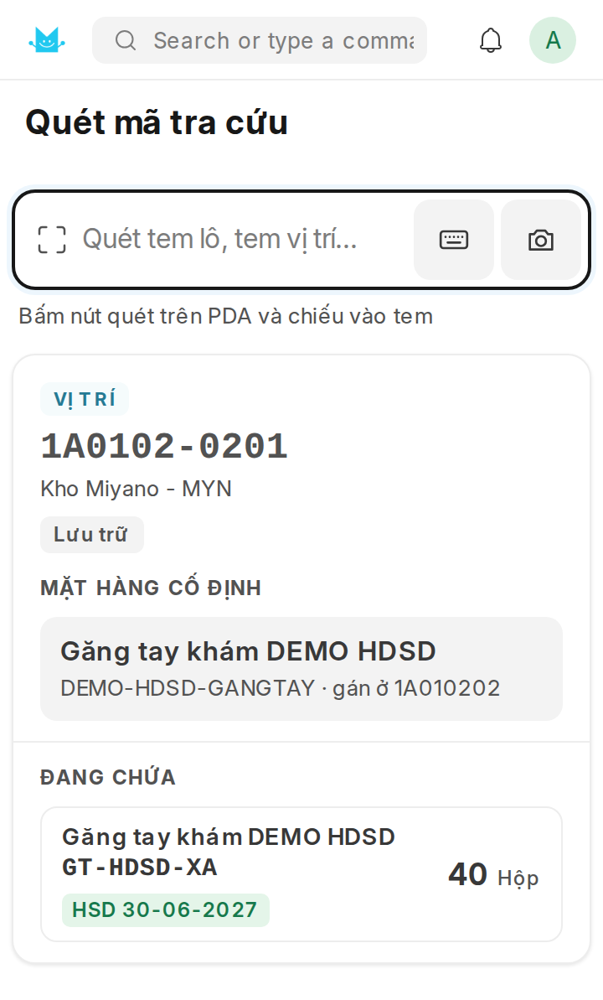 Search or type a comma
A
Quét mã tra cứu
Quét tem lô, tem vị trí...
Bấm nút quét trên PDA và chiếu vào tem
VỊ TRÍ
1A0102-0201
Kho Miyano - MYN
Lưu trữ
MẶT HÀNG CỐ ĐỊNH
Găng tay khám DEMO HDSD
DEMO-HDSD-GANGTAY · gán ở 1A010202
ĐANG CHỨA
Găng tay khám DEMO HDSD
GT-HDSD-XA
40 Hộp
HSD 30-06-2027